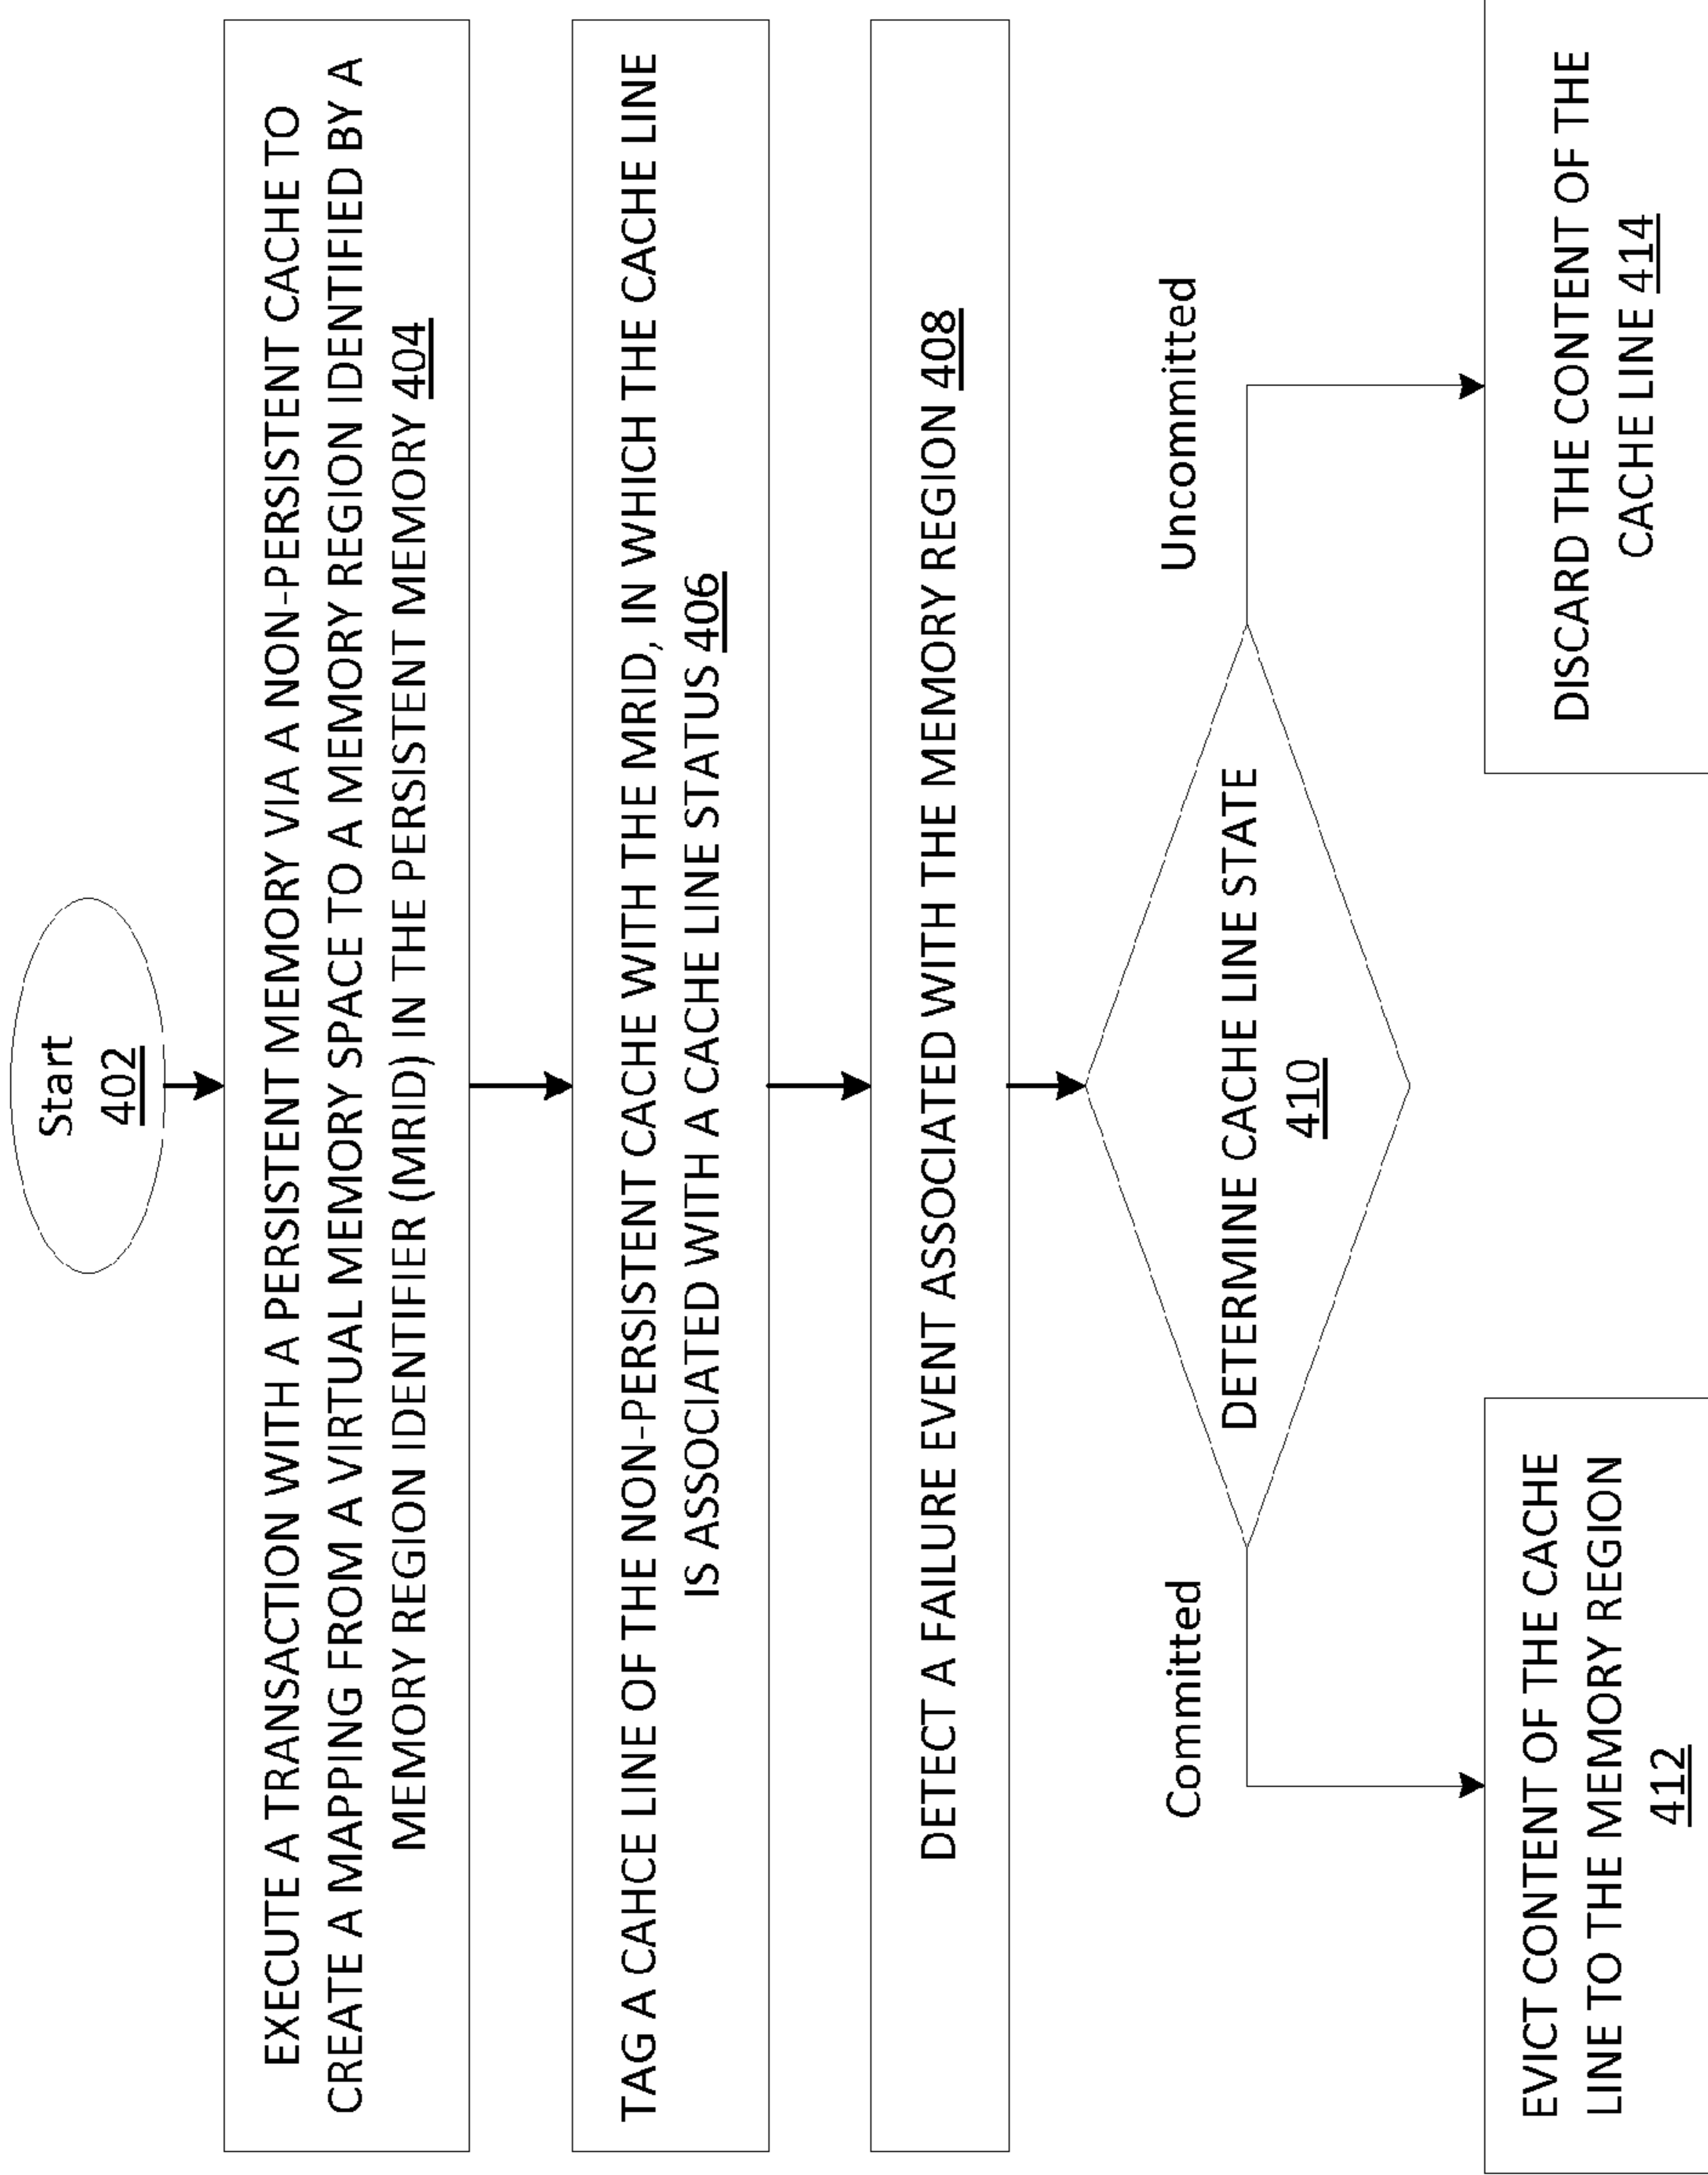 Start
402
EXECUTE A TRANSACTION WITH A PERSISTENT MEMORY VIA A NON-PERSISTENT CACHE TO
CREATE A MAPPING FROM A VIRTUAL MEMORY SPACE TO A MEMORY REGION IDENTIFIED BY A
MEMORY REGION IDENTIFIER (MRID) IN THE PERSISTENT MEMORY 404
TAG A CAHCE LINE OF THE NON-PERSISTENT CACHE WITH THE MRID, IN WHICH THE CACHE LINE
IS ASSOCIATED WITH A CACHE LINE STATUS 406
DETECT A FAILURE EVENT ASSOCIATED WITH THE MEMORY REGION 408
DETERMINE CACHE LINE STATE
410
Committed
Uncommitted
EVICT CONTENT OF THE CACHE
LINE TO THE MEMORY REGION
412
DISCARD THE CONTENT OF THE
CACHE LINE 414